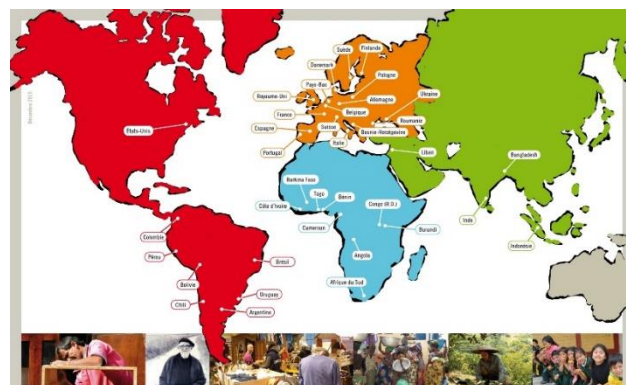 Décembre 2015
États-Unis
Colombie
Pérou
Bolivie
Chili
Brésil
Uruguay
Argentine
Suède
Finlande
Danemark
Pays-Bas
Pologne
Royaume-Uni
Allemagne
Ukraine
Belgique
France
Roumanie
Suisse
Bosnie-Herzégovine
Espagne
Italie
Portugal
Liban
Bangladesh
Inde
Indonésie
Burkina Faso
Togo
Bénin
Côte d'Ivoire
Congo (R.D.)
Cameroun
Burundi
Angola
Afrique du Sud